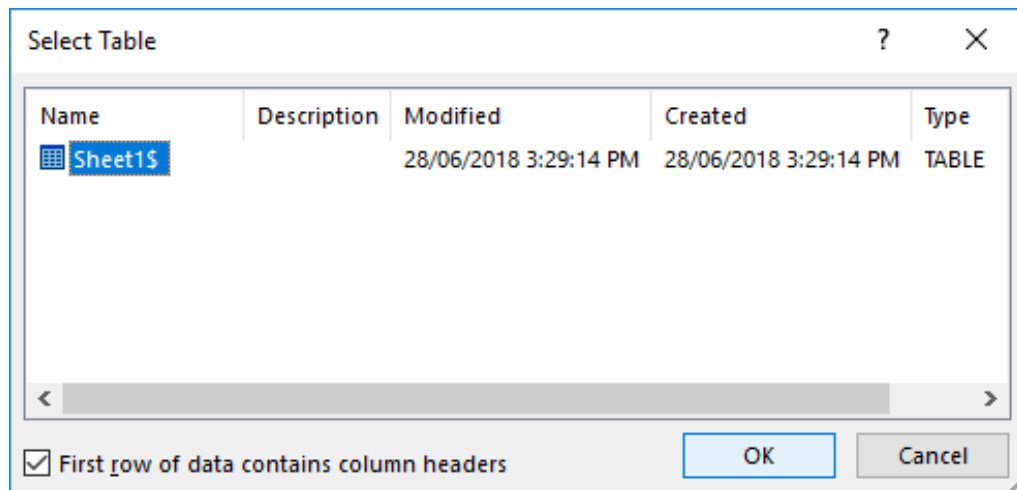 Select Table ?
Name Description Modified Created Type
Sheet1$ 28/06/2018 3:29:14 PM 28/06/2018 3:29:14 PM TABLE
First row of data contains column headers OK Cancel